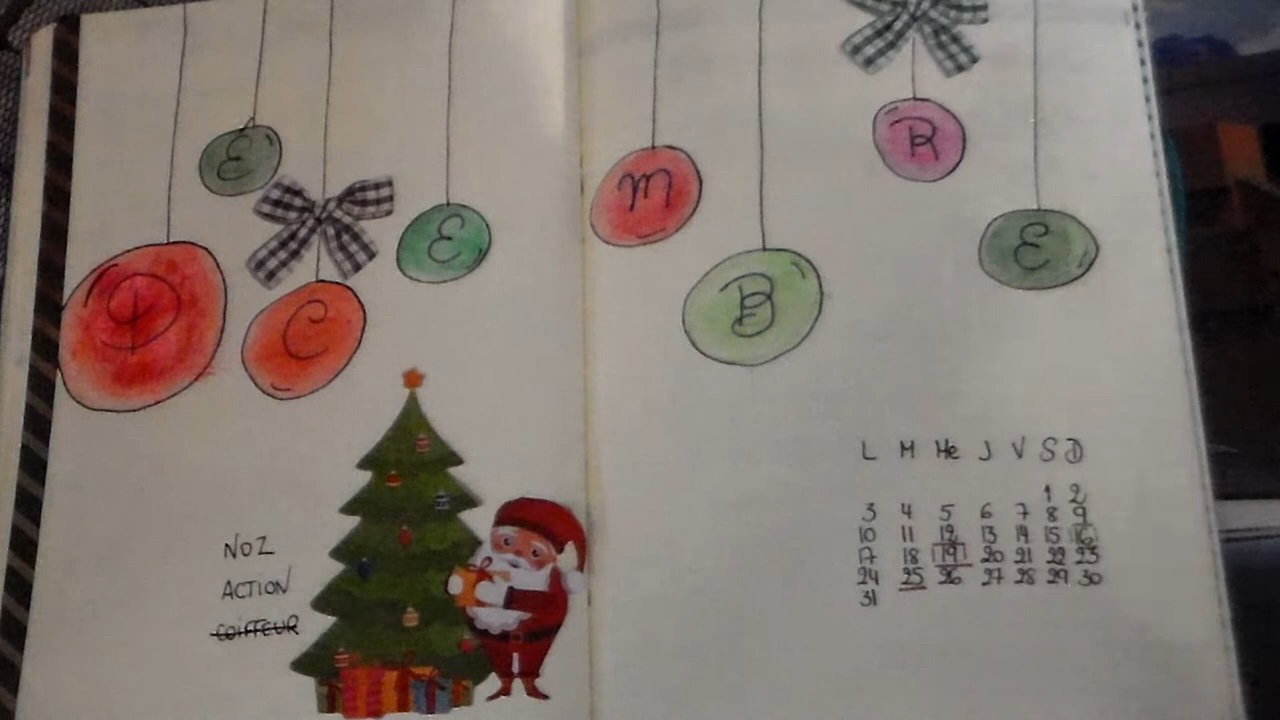 DECEMBRE
NOZ
ACTION
COIFFEUR
L M Me J V S D
1 2
3 4 5 6 7 8 9
10 11 12 13 14 15 16
17 18 19 20 21 22 23
24 25 26 27 28 29 30
31